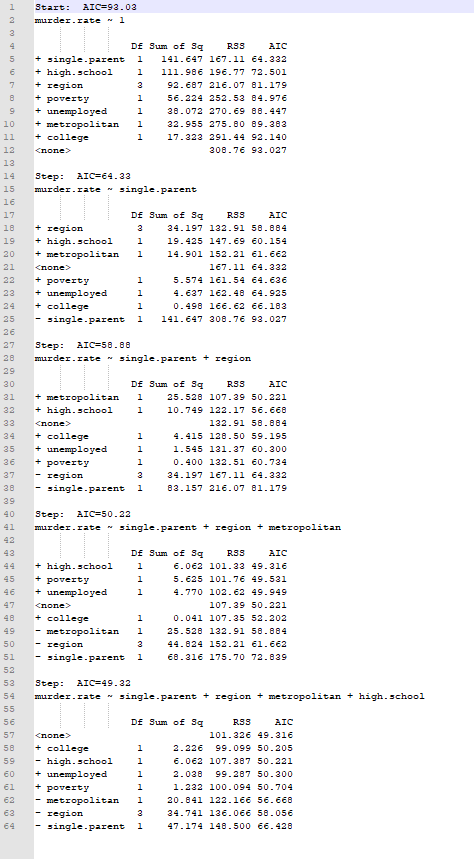 1 Start:  AIC=93.03
2 murder.rate ~ 1
3
4 Df Sum of Sq    RSS    AIC
5 + single.parent  1   141.647 167.11 64.332
6 + high.school    1   111.986 196.77 72.501
7 + region         3    92.687 216.07 81.179
8 + poverty        1    56.224 252.53 84.976
9 + unemployed     1    38.072 270.69 88.447
10 + metropolitan   1    32.955 275.80 89.383
11 + college        1    17.323 291.44 92.140
12 <none>                        308.76 93.027
13
14 Step:  AIC=64.33
15 murder.rate ~ single.parent
16
17 Df Sum of Sq    RSS    AIC
18 + region         3    34.197 132.91 58.884
19 + high.school    1    19.425 147.69 60.154
20 + metropolitan   1    14.901 152.21 61.662
21 <none>                        167.11 64.332
22 + poverty        1     5.574 161.54 64.636
23 + unemployed     1     4.637 162.48 64.925
24 + college        1     0.498 166.62 66.183
25 - single.parent  1   141.647 308.76 93.027
26
27 Step:  AIC=58.88
28 murder.rate ~ single.parent + region
29
30 Df Sum of Sq    RSS    AIC
31 + metropolitan   1    25.528 107.39 50.221
32 + high.school    1    10.749 122.17 56.668
33 <none>                        132.91 58.884
34 + college        1     4.415 128.50 59.195
35 + unemployed     1     1.545 131.37 60.300
36 + poverty        1     0.400 132.51 60.734
37 - region         3    34.197 167.11 64.332
38 - single.parent  1    83.157 216.07 81.179
39
40 Step:  AIC=50.22
41 murder.rate ~ single.parent + region + metropolitan
42
43 Df Sum of Sq    RSS    AIC
44 + high.school    1     6.062 101.33 49.316
45 + poverty        1     5.625 101.76 49.531
46 + unemployed     1     4.770 102.62 49.949
47 <none>                        107.39 50.221
48 + college        1     0.041 107.35 52.202
49 - metropolitan   1    25.528 132.91 58.884
50 - region         3    44.824 152.21 61.662
51 - single.parent  1    68.316 175.70 72.839
52
53 Step:  AIC=49.32
54 murder.rate ~ single.parent + region + metropolitan + high.school
55
56 Df Sum of Sq     RSS    AIC
57 <none>                        101.326 49.316
58 + college        1     2.226  99.099 50.205
59 - high.school    1     6.062 107.387 50.221
60 + unemployed     1     2.038  99.287 50.300
61 + poverty        1     1.232 100.094 50.704
62 - metropolitan   1    20.841 122.166 56.668
63 - region         3    34.741 136.066 58.056
64 - single.parent  1    47.174 148.500 66.428